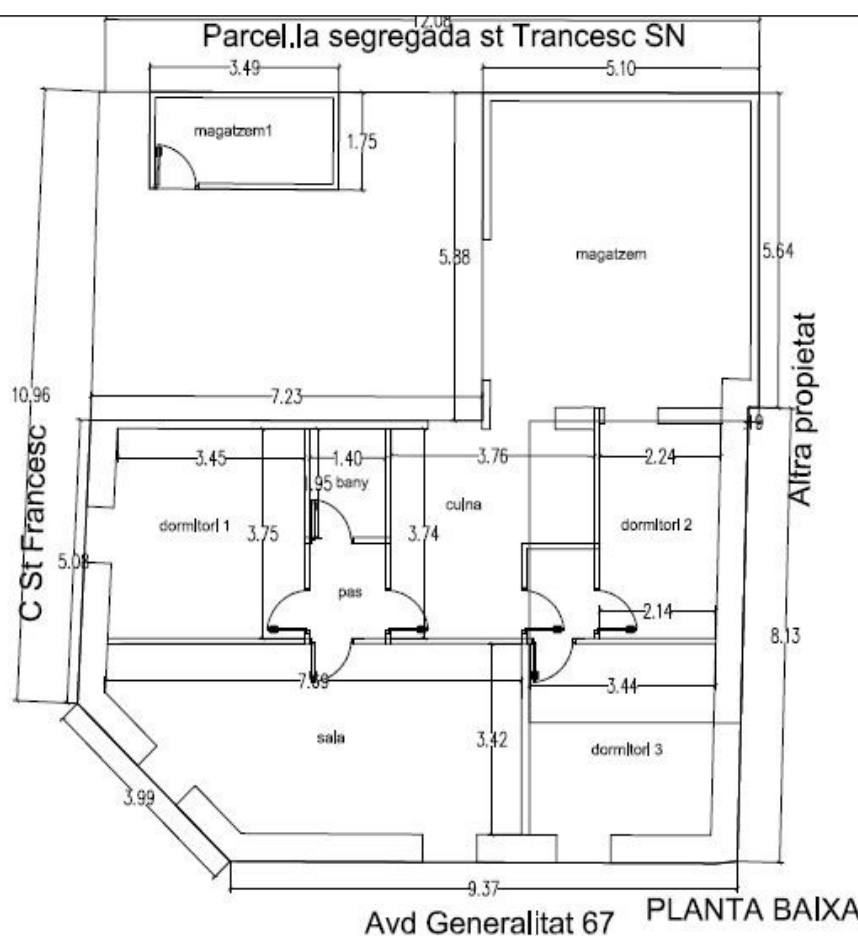 12.08
Parcel.la segregada st Trancesc SN
3.49
5.10
magatzem1
1.75
5.88
magatzem
5.64
10.96
7.23
Altra propietat
.19
C St Francesc
3.45
1.40
3.76
2.24
1.95 bany
cuina
dormitori 1
3.75
3.74
dormitori 2
5.08
pas
2.14
8.13
7.69
3.44
sala
3.42
dormitori 3
3.99
9.37
Avd Generalitat 67
PLANTA BAIXA